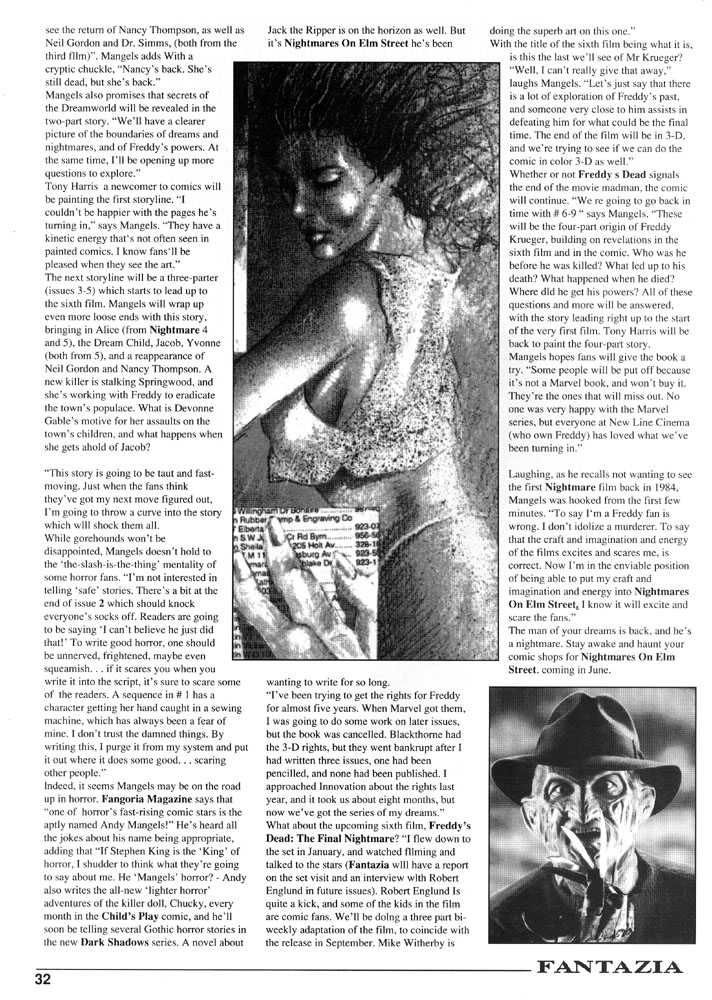 see the return of Nancy Thompson, as well as
Neil Gordon and Dr. Simms, (both from the
third fllm)”. Mangels adds With a
cryptic chuckle, “Nancy's back. She's
still dead, but she's back.”
Mangels also promises that secrets of
the Dreamworld will be revealed in the
two-part story. “We'll have a clearer
picture of the boundaries of dreams and
nightmares, and of Freddy's powers. At
the same time, I'll be opening up more
questions to explore.”
Tony Harris a newcomer to comics will
be painting the first storyline. “I
couldn't be happier with the pages he's
turning in,” says Mangels. “They have a
kinetic energy that's not often seen in
painted comics. I know fans'll be
pleased when they see the art.”
The next storyline will be a three-parter
(issues 3-5) which starts to lead up to
the sixth film. Mangels will wrap up
even more loose ends with this story,
bringing in Alice (from Nightmare 4
and 5), the Dream Child, Jacob, Yvonne
(both from 5), and a reappearance of
Neil Gordon and Nancy Thompson. A
new killer is stalking Springwood, and
she's working with Freddy to eradicate
the town's populace. What is Devonne
Gable's motive for her assaults on the
town's children, and what happens when
she gets ahold of Jacob?
“This story is going to be taut and fast-
moving. Just when the fans think
they've got my next move figured out,
I'm going to throw a curve into the story
which wlll shock them all.
While gorehounds won't be
disappointed, Mangels doesn't hold to
the ‘the-slash-is-the-thing’ mentality of
some horror fans. “I'm not interested in
telling ‘safe’ stories. There's a bit at the
end of issue 2 which should knock
everyone's socks off. Readers are going
to be saying ‘I can't believe he just did
that!’ To write good horror, one should
be unnerved, frightened, maybe even
squeamish. . . if it scares you when you
write it into the script, it's sure to scare some
of the readers. A sequence in # 1 has a
character getting her hand caught in a sewing
machine, which has always been a fear of
mine. I don't trust the damned things. By
writing this, I purge it from my system and put
it out where it does some good. . . scaring
other people.”
Indeed, it seems Mangels may be on the road
up in horror. Fangoria Magazine says that
“one of horror's fast-rising comic stars is the
aptly named Andy Mangels!” He's heard all
the jokes about his name being appropriate,
adding that “If Stephen King is the ‘King’ of
horror, I shudder to think what they're going
to say about me. He ‘Mangels’ horror? - Andy
also writes the all-new ‘lighter horror’
adventures of the killer doll, Chucky, every
month in the Child's Play comic, and he'll
soon be telling several Gothic horror stories in
the new Dark Shadows series. A novel about
Jack the Ripper is on the horizon as well. But
it's Nightmares On Elm Street he's been
Willingham Dr Bonaire
n Rubber
mp & Engraving Co
923-07
7 Elberta
Cr Rd Byrn
956-5
n S W J
205 Holt Av
328-1
n Sheila
sburg Av
923-5
M 11
blake Dr
923-1
wanting to write for so long.
“I've been trying to get the rights for Freddy
for almost five years. When Marvel got them,
I was going to do some work on later issues,
but the book was cancelled. Blackthorne had
the 3-D rights, but they went bankrupt after I
had written three issues, one had been
pencilled, and none had been published. I
approached Innovation about the rights last
year, and it took us about eight months, but
now we've got the series of my dreams.”
What about the upcoming sixth film, Freddy's
Dead: The Final Nightmare? “I flew down to
the set in January, and watched fllming and
talked to the stars (Fantazia wlll have a report
on the set visit and an interview wlth Robert
Englund in future issues). Robert Englund Is
quite a kick, and some of the kids in the film
are comic fans. We'll be dolng a three part bi-
weekly adaptation of the film, to coincide with
the release in September. Mike Witherby is
doing the superb art on this one.”
With the title of the sixth film being what it is,
is this the last we'll see of Mr Krueger?
“Well, I can't really give that away,”
laughs Mangels. “Let's just say that there
is a lot of exploration of Freddy's past,
and someone very close to him assists in
defeating him for what could be the final
time. The end of the film will be in 3-D,
and we're trying to see if we can do the
comic in color 3-D as well.”
Whether or not Freddy s Dead signals
the end of the movie madman, the comic
will continue. “We re going to go back in
time with # 6-9 “ says Mangels. “These
will be the four-part origin of Freddy
Krueger, building on revelations in the
sixth film and in the comic. Who was he
before he was killed? What led up to his
death? What happened when he died?
Where dId he get his powers? All of these
questions and more will be answered,
with the story leading right up to the start
of the very first film. Tony Harris will be
back to paint the four-part story.
Mangels hopes fans will give the book a
try. “Some people will be put off because
it's not a Marvel book, and won't buy it.
They're the ones that will miss out. No
one was very happy with the Marvel
series, but everyone at New Line Cinema
(who own Freddy) has loved what we've
been turning in.”
Laughing, as he recalls not wanting to see
the first Nightmare film back in 1984,
Mangels was hooked from the first few
minutes. “To say I'm a Freddy fan is
wrong. I don't idolize a murderer. To say
that the craft and imagination and energy
of the films excites and scares me, is
correct. Now I'm in the enviable position
of being able to put my craft and
imagination and energy into Nightmares
On Elm Street, I know it will excite and
scare the fans.”
The man of your dreams is back, and he's
a nightmare. Stay awake and haunt your
comic shops for Nightmares On Elm
Street. coming in June.
32
FANTAZIA